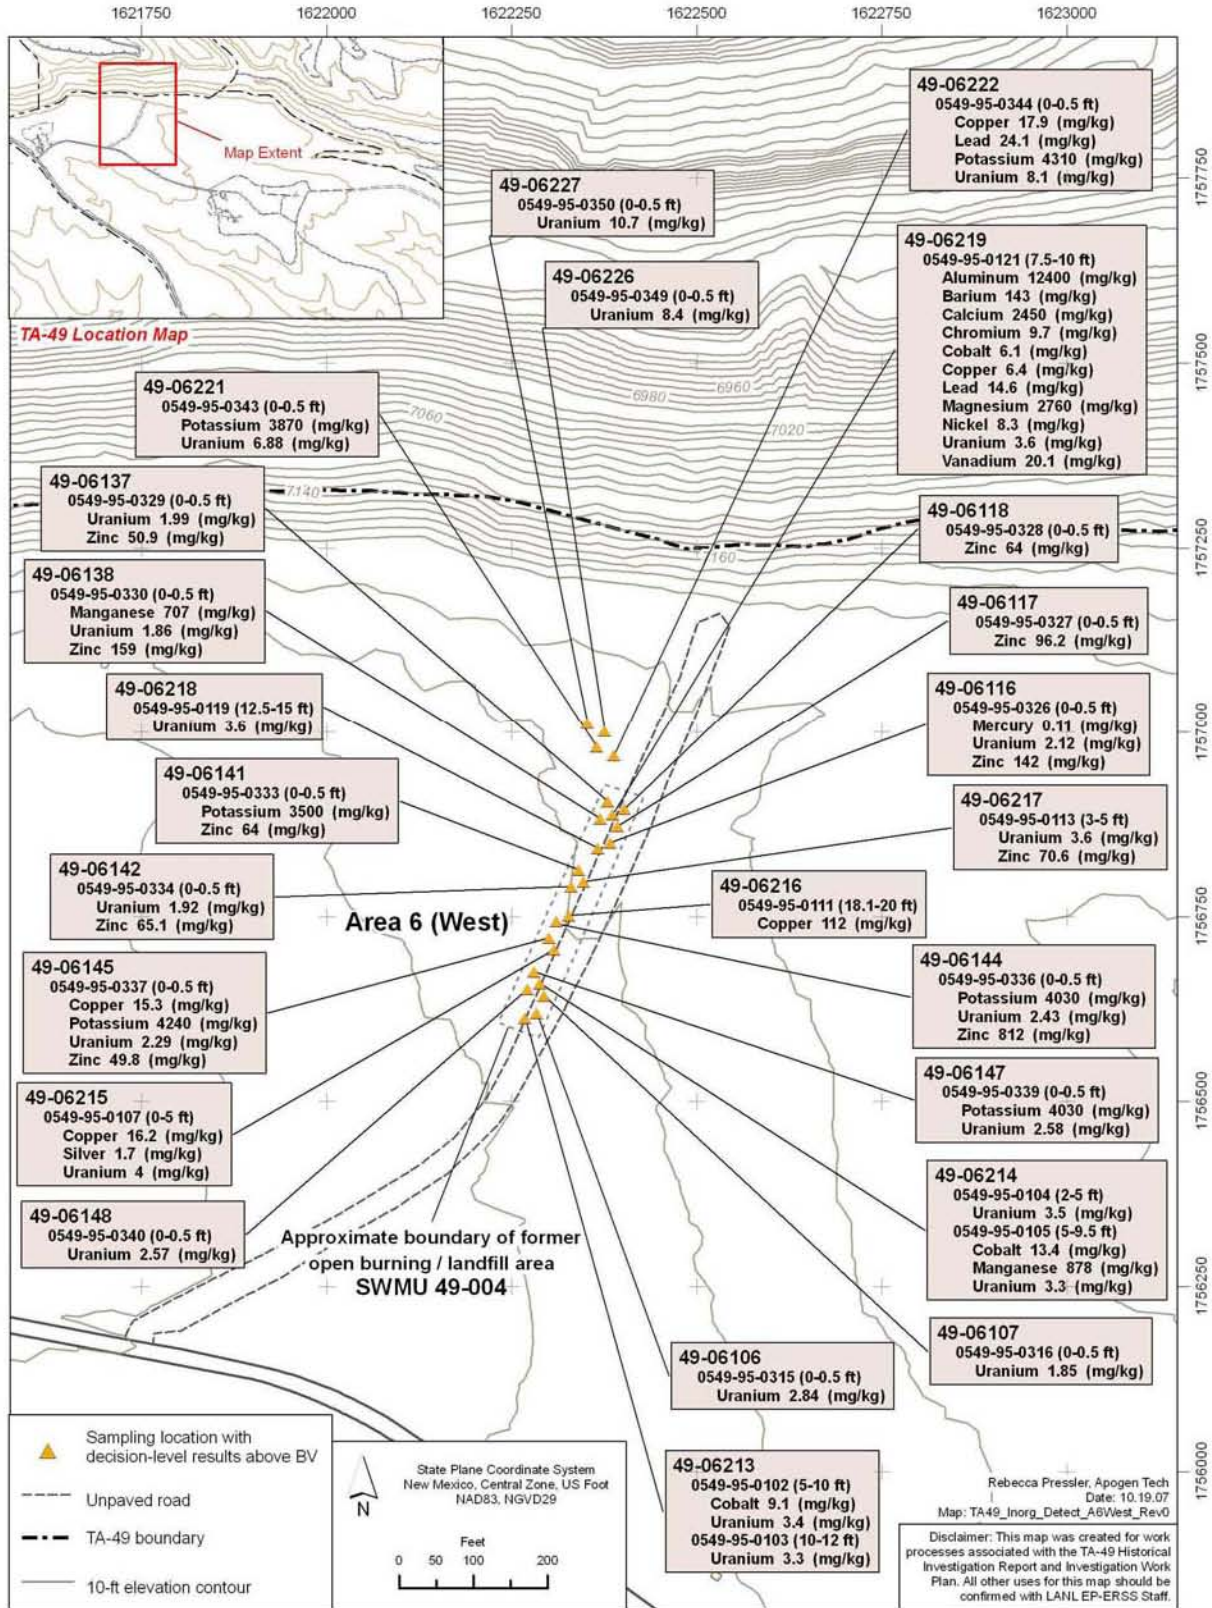 1621750
1622000
1622250
1622500
1622750
1623000
Map Extent
TA-49 Location Map
49-06222
0549-95-0344 (0-0.5 ft)
Copper 17.9 (mg/kg)
Lead 24.1 (mg/kg)
Potassium 4310 (mg/kg)
Uranium 8.1 (mg/kg)
1757750
49-06227
0549-95-0350 (0-0.5 ft)
Uranium 10.7 (mg/kg)
49-06219
0549-95-0121 (7.5-10 ft)
Aluminum 12400 (mg/kg)
Barium 143 (mg/kg)
Calcium 2450 (mg/kg)
Chromium 9.7 (mg/kg)
Cobalt 6.1 (mg/kg)
Copper 6.4 (mg/kg)
Lead 14.6 (mg/kg)
Magnesium 2760 (mg/kg)
Nickel 8.3 (mg/kg)
Uranium 3.6 (mg/kg)
Vanadium 20.1 (mg/kg)
49-06226
0549-95-0349 (0-0.5 ft)
Uranium 8.4 (mg/kg)
1757500
6980
6960
7060
7020
7140
7160
49-06221
0549-95-0343 (0-0.5 ft)
Potassium 3870 (mg/kg)
Uranium 6.88 (mg/kg)
49-06137
0549-95-0329 (0-0.5 ft)
Uranium 1.99 (mg/kg)
Zinc 50.9 (mg/kg)
49-06118
0549-95-0328 (0-0.5 ft)
Zinc 64 (mg/kg)
1757250
49-06138
0549-95-0330 (0-0.5 ft)
Manganese 707 (mg/kg)
Uranium 1.86 (mg/kg)
Zinc 159 (mg/kg)
49-06117
0549-95-0327 (0-0.5 ft)
Zinc 96.2 (mg/kg)
49-06218
0549-95-0119 (12.5-15 ft)
Uranium 3.6 (mg/kg)
49-06116
0549-95-0326 (0-0.5 ft)
Mercury 0.11 (mg/kg)
Uranium 2.12 (mg/kg)
Zinc 142 (mg/kg)
1757000
49-06141
0549-95-0333 (0-0.5 ft)
Potassium 3500 (mg/kg)
Zinc 64 (mg/kg)
49-06217
0549-95-0113 (3-5 ft)
Uranium 3.6 (mg/kg)
Zinc 70.6 (mg/kg)
49-06142
0549-95-0334 (0-0.5 ft)
Uranium 1.92 (mg/kg)
Zinc 65.1 (mg/kg)
49-06216
0549-95-0111 (18.1-20 ft)
Copper 112 (mg/kg)
Area 6 (West)
1756750
49-06145
0549-95-0337 (0-0.5 ft)
Copper 15.3 (mg/kg)
Potassium 4240 (mg/kg)
Uranium 2.29 (mg/kg)
Zinc 49.8 (mg/kg)
49-06144
0549-95-0336 (0-0.5 ft)
Potassium 4030 (mg/kg)
Uranium 2.43 (mg/kg)
Zinc 812 (mg/kg)
49-06147
0549-95-0339 (0-0.5 ft)
Potassium 4030 (mg/kg)
Uranium 2.58 (mg/kg)
1756500
49-06215
0549-95-0107 (0-5 ft)
Copper 16.2 (mg/kg)
Silver 1.7 (mg/kg)
Uranium 4 (mg/kg)
49-06214
0549-95-0104 (2-5 ft)
Uranium 3.5 (mg/kg)
0549-95-0105 (5-9.5 ft)
Cobalt 13.4 (mg/kg)
Manganese 878 (mg/kg)
Uranium 3.3 (mg/kg)
49-06148
0549-95-0340 (0-0.5 ft)
Uranium 2.57 (mg/kg)
Approximate boundary of former
open burning / landfill area
SWMU 49-004
1756250
49-06107
0549-95-0316 (0-0.5 ft)
Uranium 1.85 (mg/kg)
49-06106
0549-95-0315 (0-0.5 ft)
Uranium 2.84 (mg/kg)
49-06213
0549-95-0102 (5-10 ft)
Cobalt 9.1 (mg/kg)
Uranium 3.4 (mg/kg)
0549-95-0103 (10-12 ft)
Uranium 3.3 (mg/kg)
1756000
Sampling location with
decision-level results above BV
Unpaved road
TA-49 boundary
10-ft elevation contour
N
State Plane Coordinate System
New Mexico, Central Zone, US Foot
NAD83, NGVD29
Feet
0 50 100 200
Rebecca Pressler, Apogen Tech
Date: 10.19.07
Map: TA49_Inorg_Detect_A6West_Rev0
Disclaimer: This map was created for work
processes associated with the TA-49 Historical
Investigation Report and Investigation Work
Plan. All other uses for this map should be
confirmed with LANL EP-ERSS Staff.